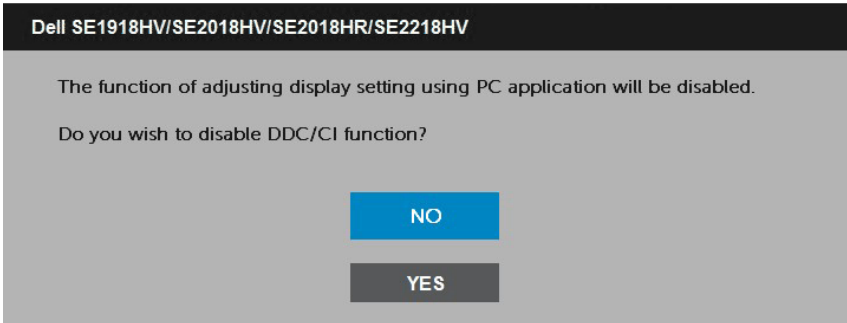 Dell SE1918HV/SE2018HV/SE2018HR/SE2218HV
The function of adjusting display setting using PC application will be disabled.
Do you wish to disable DDC/CI function?
NO
YES